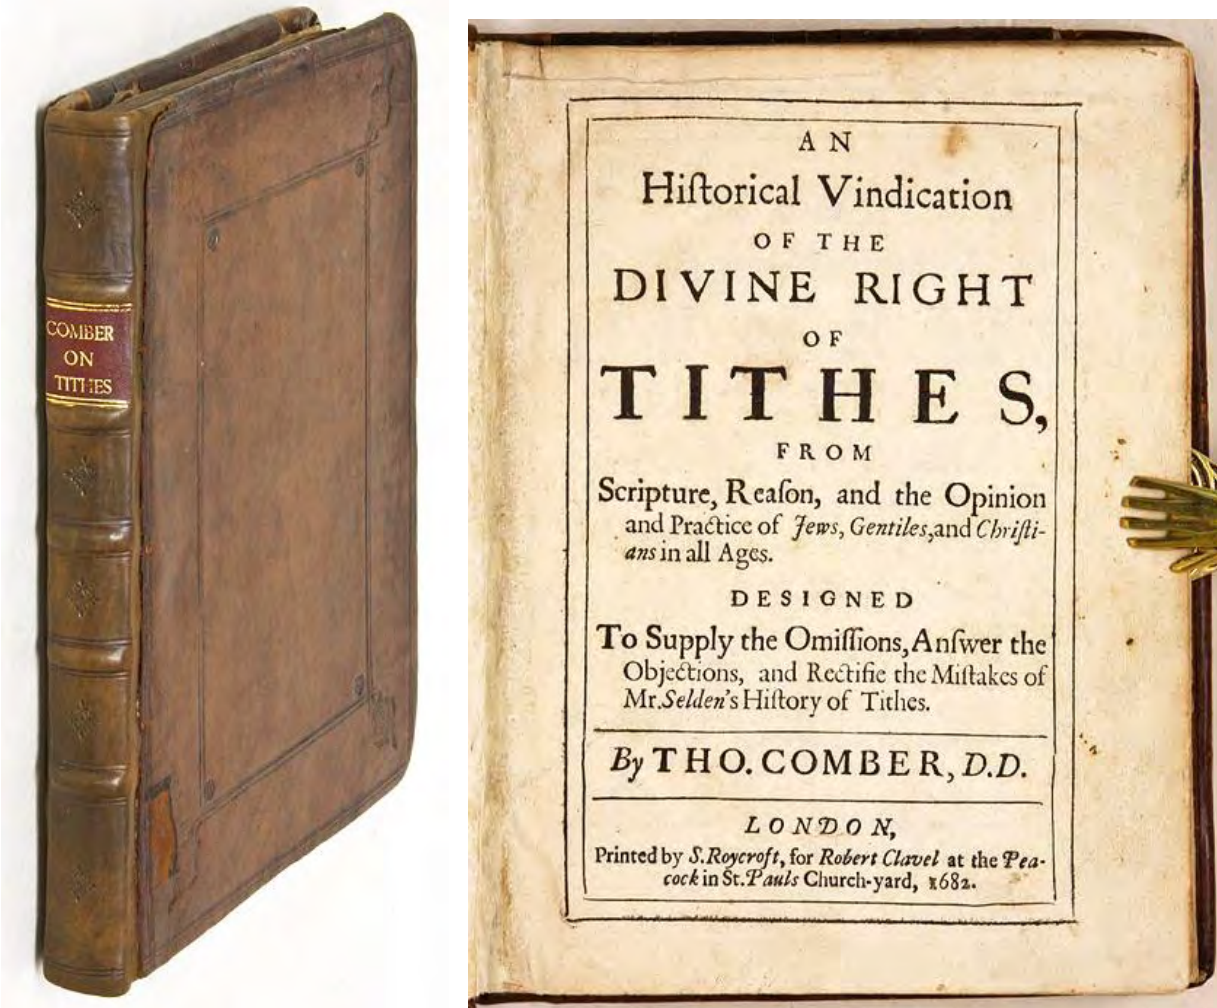 COMBER
ON
TITHES
AN
Hiſtorical Vindication
OF THE
DIVINE RIGHT
OF
TITHES,
FROM
Scripture, Reaſon, and the Opinion
and Practice of Jews, Gentiles, and Chriſti-
ans in all Ages.
DESIGNED
To Supply the Omiſſions, Anſwer the
Objections, and Rectifie the Miſtakes of
Mr. Selden's Hiſtory of Tithes.
By THO. COMBER, D.D.
LONDON,
Printed by S. Roycroft, for Robert Clavel at the Pea-
cock in St. Pauls Church-yard, 1682.